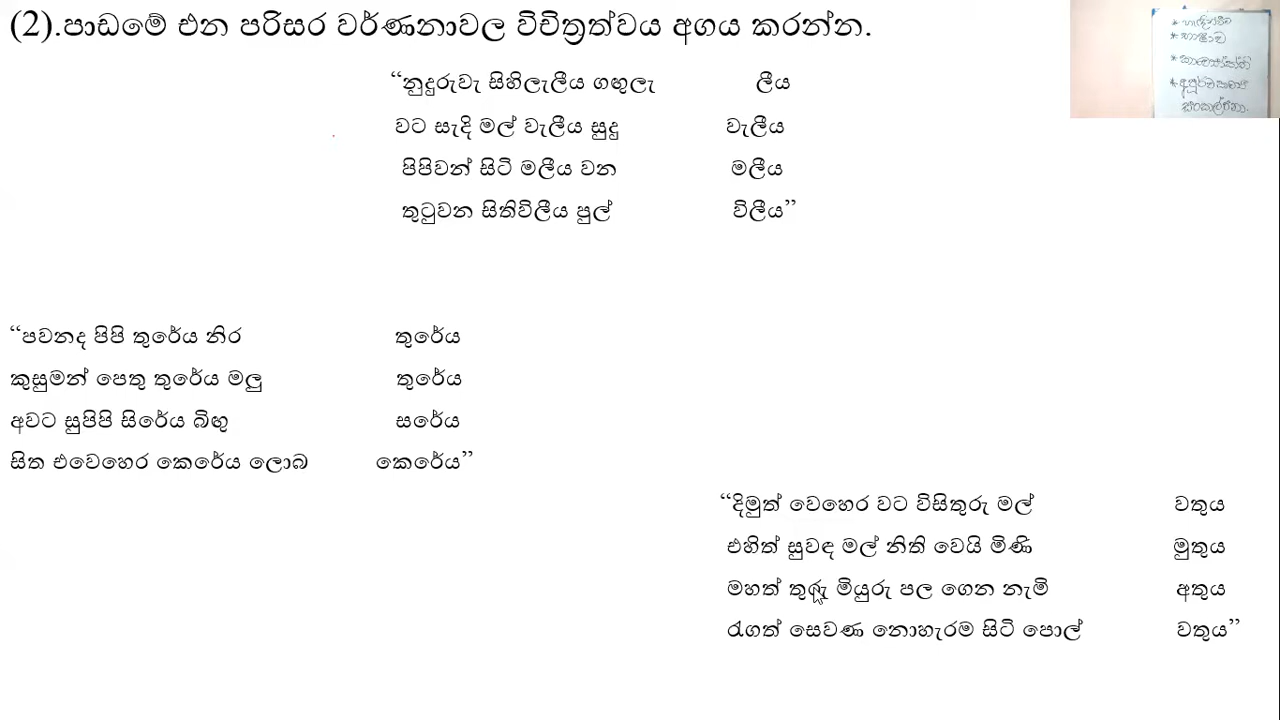 (2).පාඩමේ එන පරිසර වර්ණනාවල විචිත්‍රත්වය අගය කරන්න.
“නුදුරුවැ සිහිලැලීය ගඟුලැ ලීය
වට සැදි මල් වැලීය සුදු වැලීය
පිපිවන් සිටි මලීය වන මලීය
තුටුවන සිතිවිලීය පුල් විලීය”
“පවනද පිපි තුරේය නිර තුරේය
කුසුමන් පෙතු තුරේය මලු තුරේය
අවට සුපිපි සිරේය බිඟු සරේය
සිත එවෙහෙර කෙරේය ලොබ කෙරේය”
“දිමුත් වෙහෙර වට විසිතුරු මල් වතුය
එහිත් සුවඳ මල් නිති වෙයි මිණි මුතුය
මහත් තුරු මියුරු පල ගෙන නැමි අතුය
රැගත් සෙවණ නොහැරම සිටි පොල් වතුය”